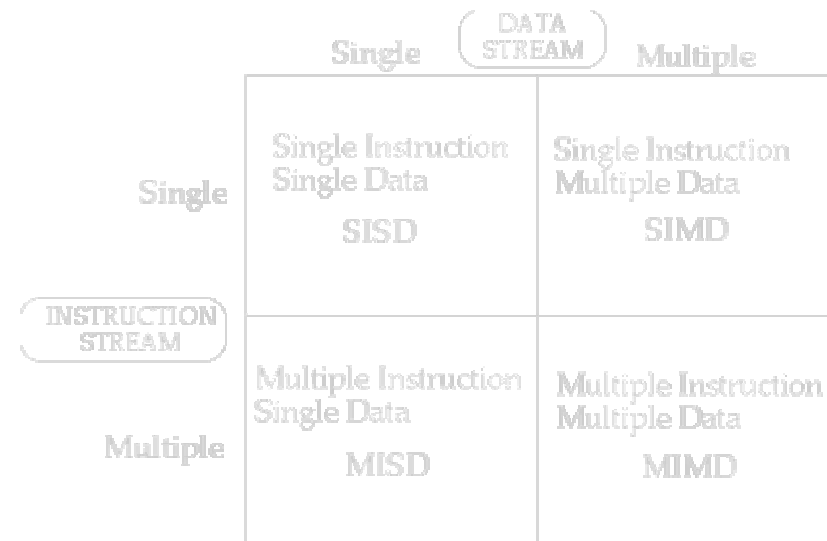 DATA
STREAM
Single
Multiple
Single
Single Instruction
Single Data
SISD
Single Instruction
Multiple Data
SIMD
INSTRUCTION
STREAM
Multiple
Multiple Instruction
Single Data
MISD
Multiple Instruction
Multiple Data
MIMD